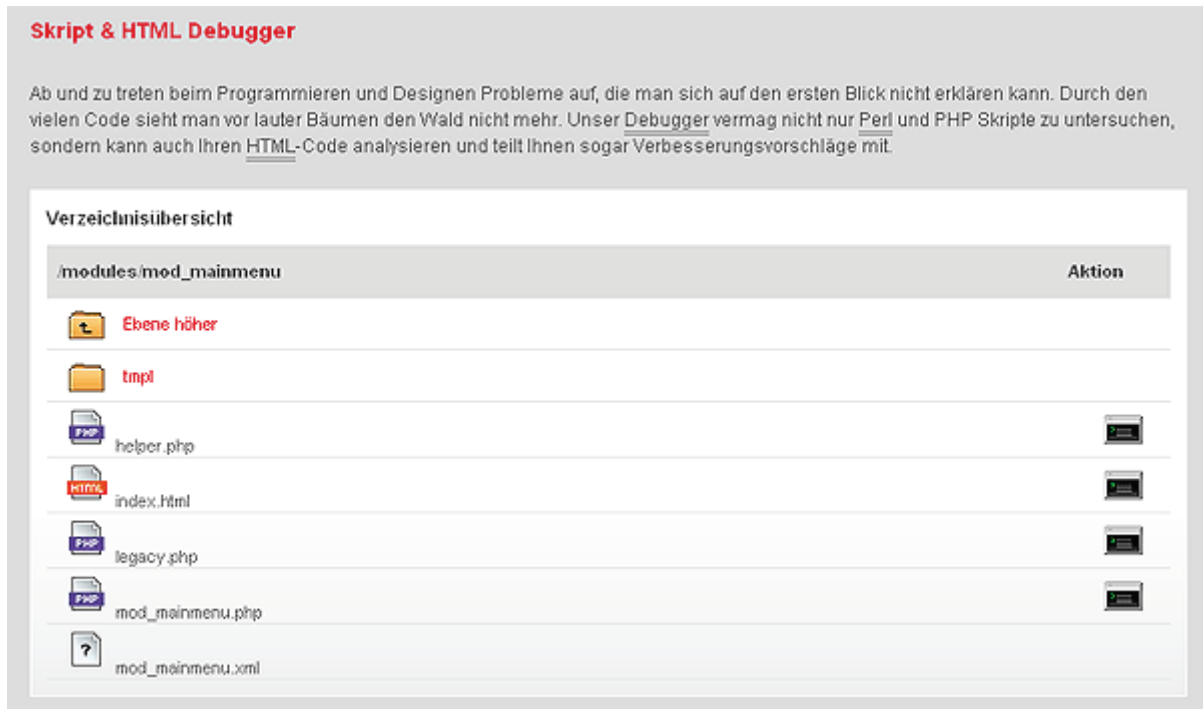 Skript & HTML Debugger
Ab und zu treten beim Programmieren und Designen Probleme auf, die man sich auf den ersten Blick nicht erklären kann. Durch den
vielen Code sieht man vor lauter Bäumen den Wald nicht mehr. Unser Debugger vermag nicht nur Perl und PHP Skripte zu untersuchen,
sondern kann auch Ihren HTML-Code analysieren und teilt Ihnen sogar Verbesserungsvorschläge mit.
Verzeichnisübersicht
/modules/mod_mainmenu Aktion
Ebene höher
tmpl
PHP helper.php
HTML index.html
PHP legacy.php
PHP mod_mainmenu.php
? mod_mainmenu.xml